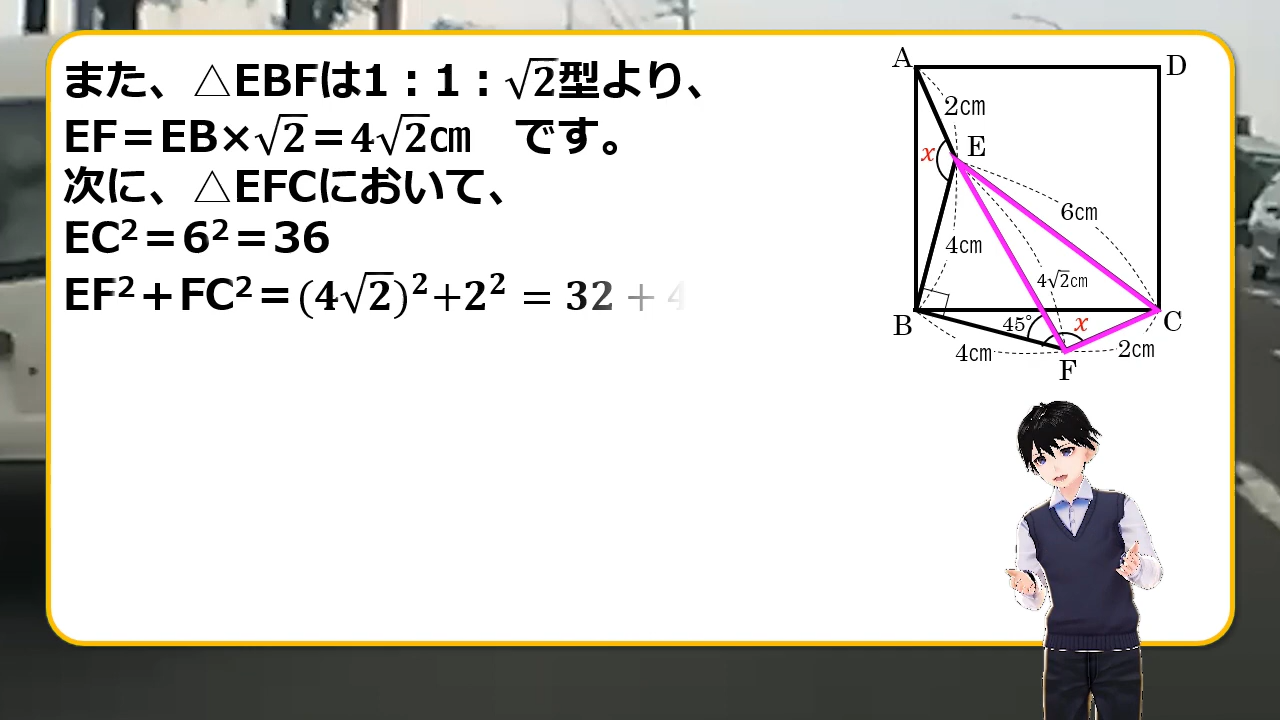 また、△EBFは1：1：√2型より、
EF＝EB×√2＝4√2㎝　です。
次に、△EFCにおいて、
EC²＝6²＝36
EF²＋FC²＝(4√2)²+2² = 32 + 4
A
D
2cm
x
E
6cm
4cm
4√2cm
B
45°
x
C
4cm
2cm
F